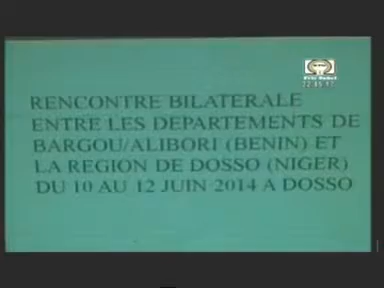 RENCONTRE BILATERALE
ENTRE LES DEPARTEMENTS DE
BARGOU/ALIBORI (BENIN) ET
LA REGION DE DOSSO (NIGER)
DU 10 AU 12 JUIN 2014 A DOSSO